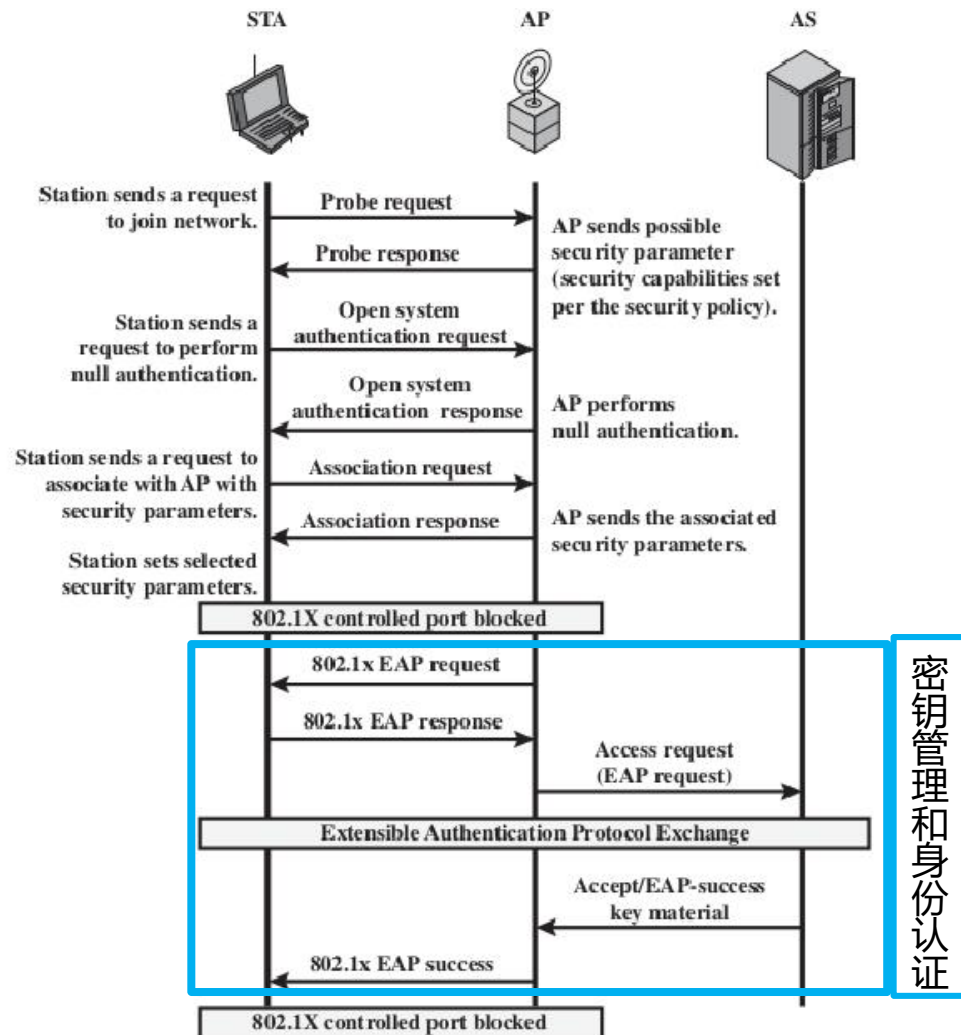 STA
AP
AS
Station sends a request
to join network.
Probe request
AP sends possible
security parameter
(security capabilities set
per the security policy).
Probe response
Station sends a
request to perform
null authentication.
Open system
authentication request
Open system
authentication response
AP performs
null authentication.
Station sends a request to
associate with AP with
security parameters.
Association request
Association response
AP sends the associated
security parameters.
Station sets selected
security parameters.
802.1X controlled port blocked
802.1x EAP request
802.1x EAP response
Access request
(EAP request)
Extensible Authentication Protocol Exchange
Accept/EAP-success
key material
802.1x EAP success
802.1X controlled port blocked
密钥管理和身份认证